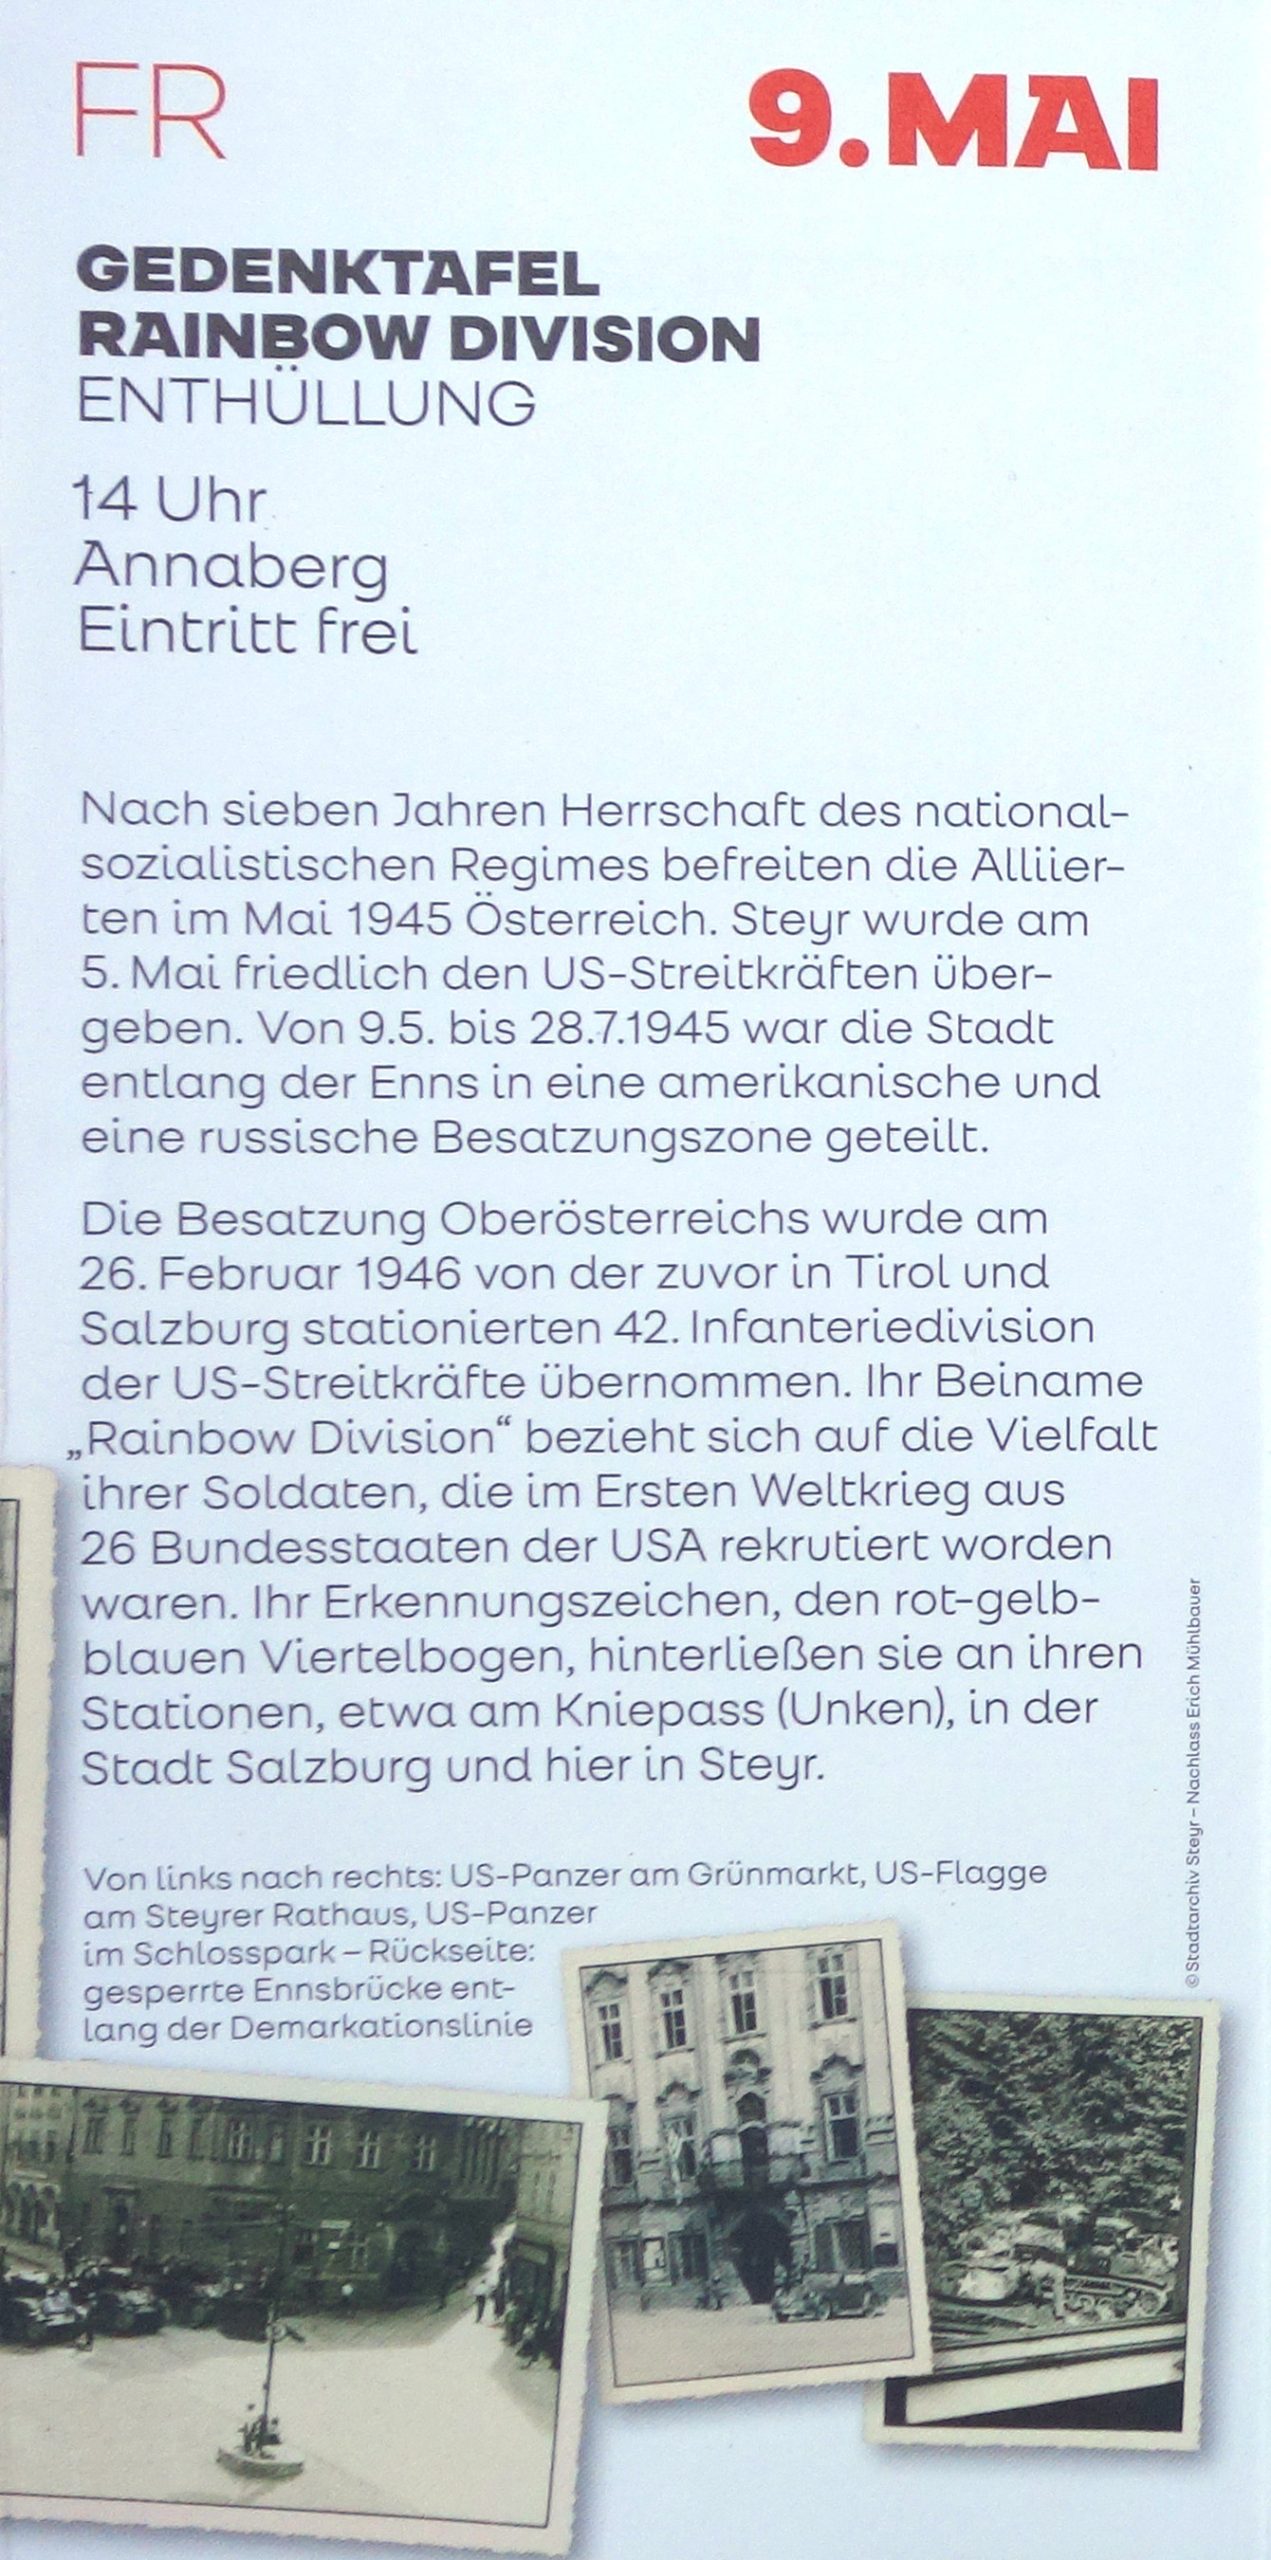 FR
9. MAI
GEDENKTAFEL
RAINBOW DIVISION
ENTHÜLLUNG
14 Uhr
Annaberg
Eintritt frei
Nach sieben Jahren Herrschaft des national-
sozialistischen Regimes befreiten die Alliier-
ten im Mai 1945 Österreich. Steyr wurde am
5. Mai friedlich den US-Streitkräften über-
geben. Von 9.5. bis 28.7.1945 war die Stadt
entlang der Enns in eine amerikanische und
eine russische Besatzungszone geteilt.
Die Besatzung Oberösterreichs wurde am
26. Februar 1946 von der zuvor in Tirol und
Salzburg stationierten 42. Infanteriedivision
der US-Streitkräfte übernommen. Ihr Beiname
„Rainbow Division“ bezieht sich auf die Vielfalt
ihrer Soldaten, die im Ersten Weltkrieg aus
26 Bundesstaaten der USA rekrutiert worden
waren. Ihr Erkennungszeichen, den rot-gelb-
blauen Viertelbogen, hinterließen sie an ihren
Stationen, etwa am Kniepass (Unken), in der
Stadt Salzburg und hier in Steyr.
Von links nach rechts: US-Panzer am Grünmarkt, US-Flagge
am Steyrer Rathaus, US-Panzer
im Schlosspark – Rückseite:
gesperrte Ennsbrücke ent-
lang der Demarkationslinie
© Stadtarchiv Steyr – Nachlass Erich Mühlbauer